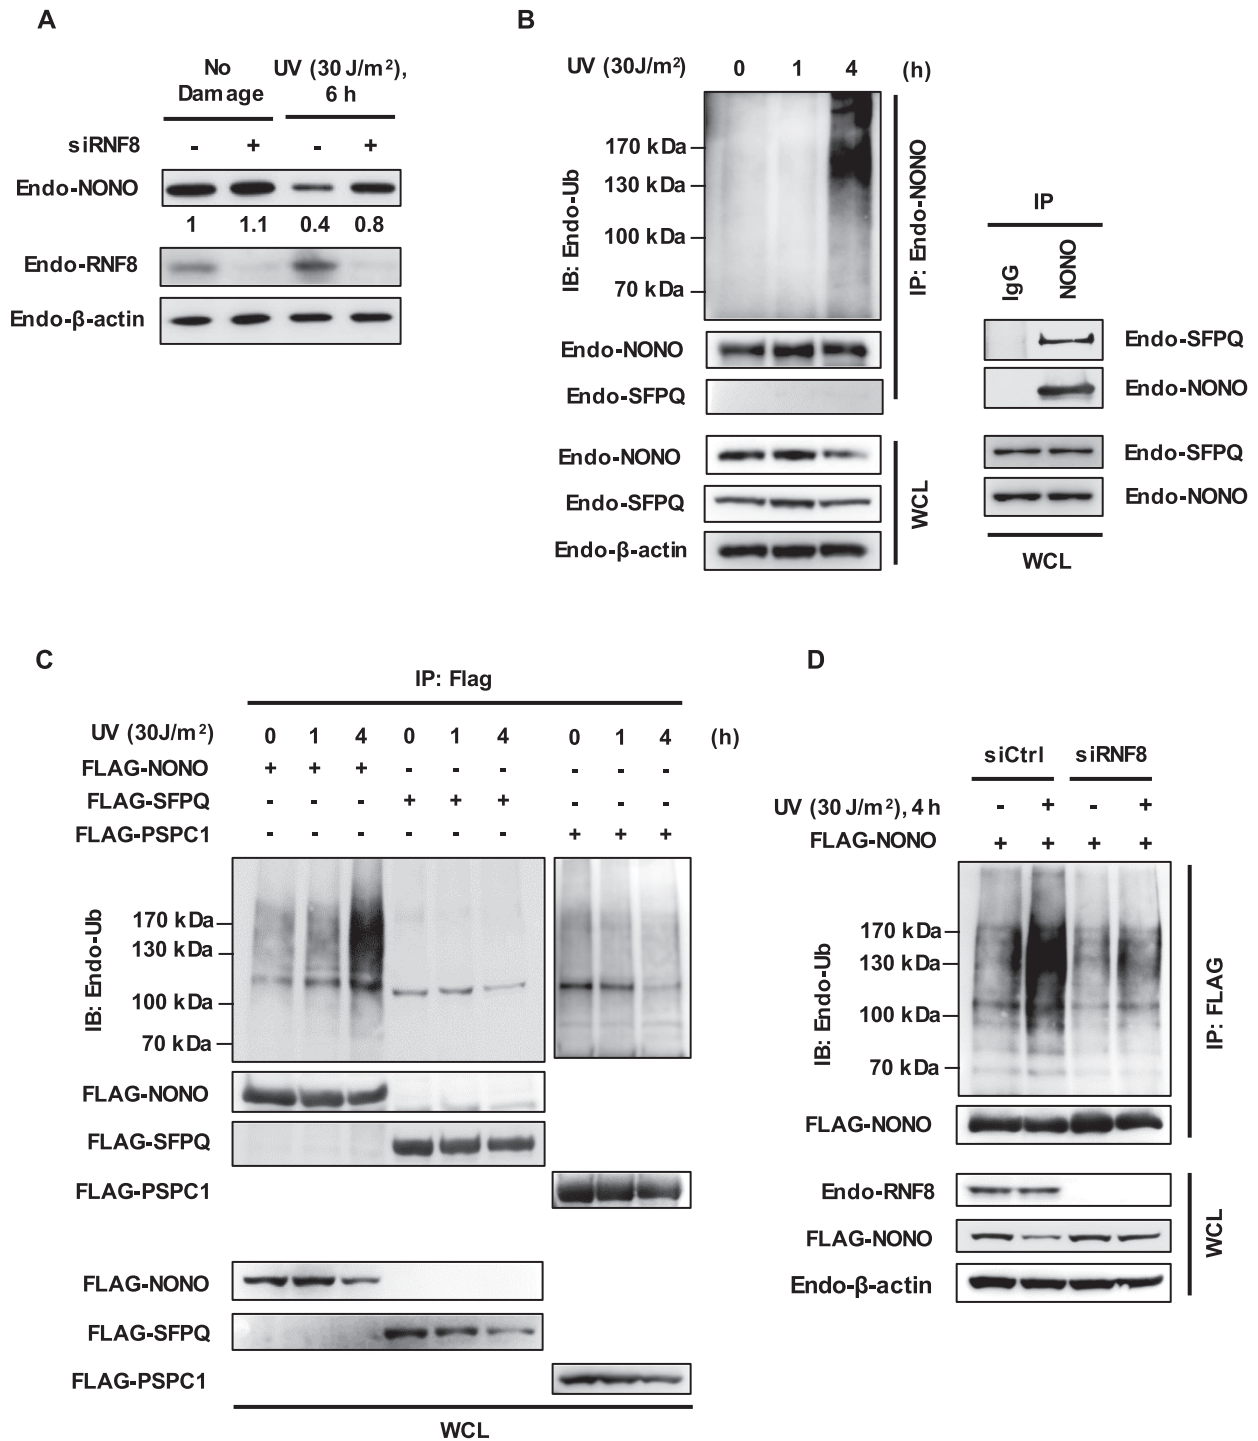 A
No Damage
UV (30 J/m²), 6 h
siRNF8 - + - +
Endo-NONO
1 1.1 0.4 0.8
Endo-RNF8
Endo-β-actin
B
UV (30J/m²) 0 1 4 (h)
IB: Endo-Ub
170 kDa
130 kDa
100 kDa
70 kDa
Endo-NONO
Endo-SFPQ
IP: Endo-NONO
Endo-NONO
Endo-SFPQ
Endo-β-actin
WCL
IP
IgG
NONO
Endo-SFPQ
Endo-NONO
Endo-SFPQ
Endo-NONO
WCL
C
IP: Flag
UV (30J/m²) 0 1 4 0 1 4 0 1 4 (h)
FLAG-NONO + + + - - - - - -
FLAG-SFPQ - - - + + + - - -
FLAG-PSPC1 - - - - - - + + +
IB: Endo-Ub
170 kDa
130 kDa
100 kDa
70 kDa
FLAG-NONO
FLAG-SFPQ
FLAG-PSPC1
FLAG-NONO
FLAG-SFPQ
FLAG-PSPC1
WCL
D
siCtrl siRNF8
UV (30 J/m²), 4 h - + - +
FLAG-NONO + + + +
IB: Endo-Ub
170 kDa
130 kDa
100 kDa
70 kDa
FLAG-NONO
IP: FLAG
Endo-RNF8
FLAG-NONO
Endo-β-actin
WCL